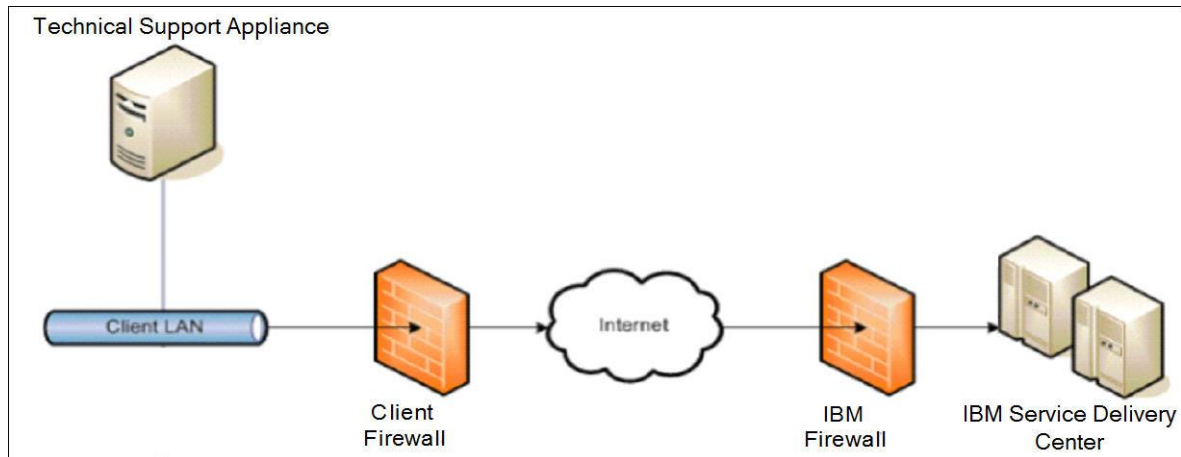 Technical Support Appliance
Client LAN
Internet
Client
Firewall
IBM
Firewall
IBM Service Delivery
Center